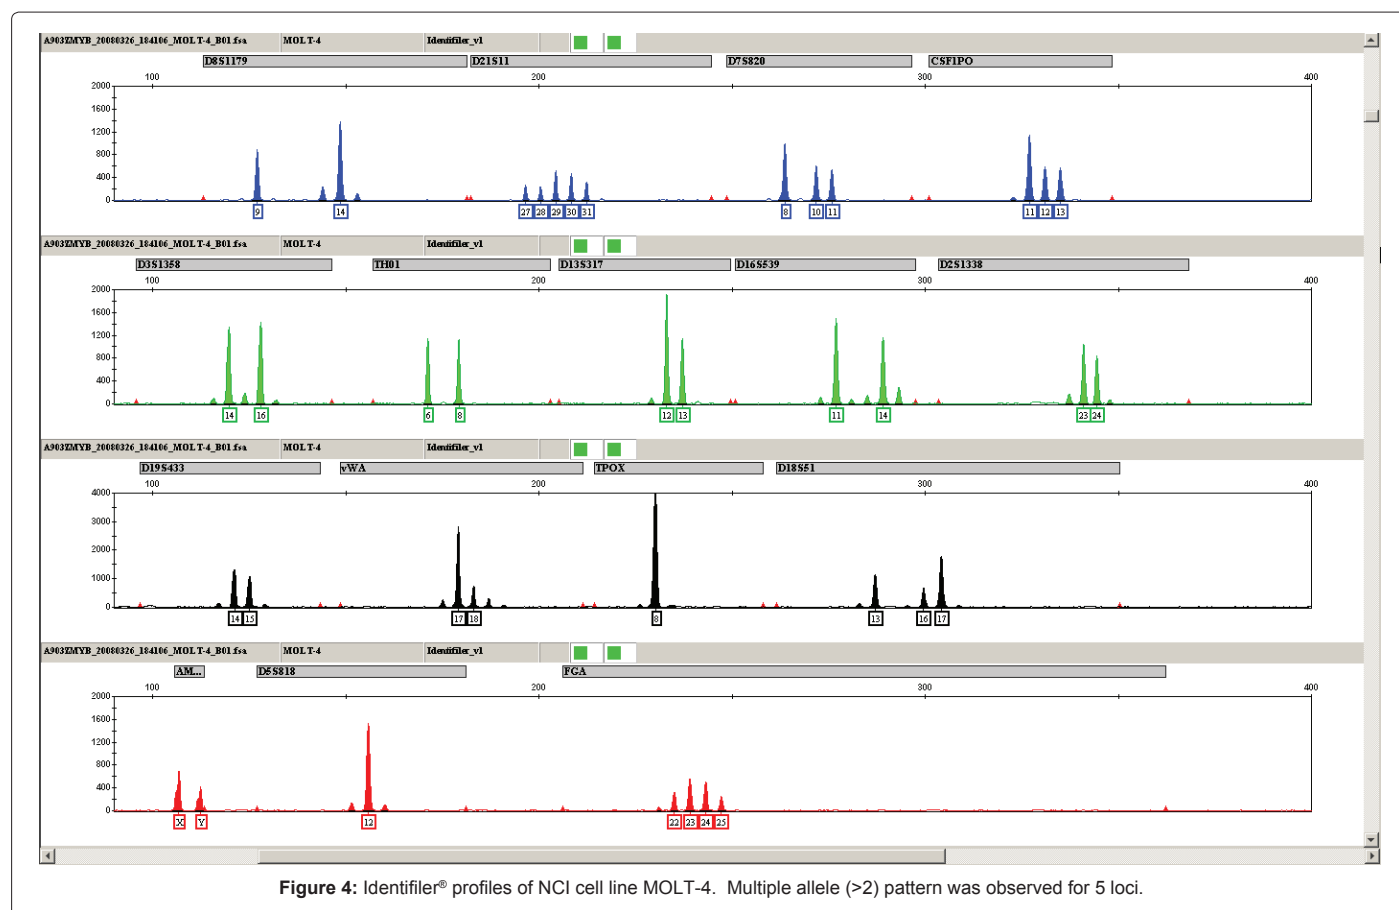 A903ZMYB_20080326_184106_MOLT-4_B01.fsa MOLT-4 Identifiler_v1
D8S1179 D21S11 D7S820 CSF1PO
100 200 300 400
2000
1600
1200
800
400
0
9 14 27 28 29 30 31 8 10 11 11 12 13
A903ZMYB_20080326_184106_MOLT-4_B01.fsa MOLT-4 Identifiler_v1
D3S1358 TH01 D13S317 D16S539 D2S1338
100 200 300 400
2000
1600
1200
800
400
0
14 16 6 8 12 13 11 14 23 24
A903ZMYB_20080326_184106_MOLT-4_B01.fsa MOLT-4 Identifiler_v1
D19S433 vWA TPOX D18S51
100 200 300 400
4000
3000
2000
1000
0
14 15 17 18 8 13 16 17
A903ZMYB_20080326_184106_MOLT-4_B01.fsa MOLT-4 Identifiler_v1
AM... D5S818 FGA
100 200 300 400
2000
1600
1200
800
400
0
X Y 12 22 23 24 25
Figure 4: Identifiler® profiles of NCI cell line MOLT-4. Multiple allele (>2) pattern was observed for 5 loci.